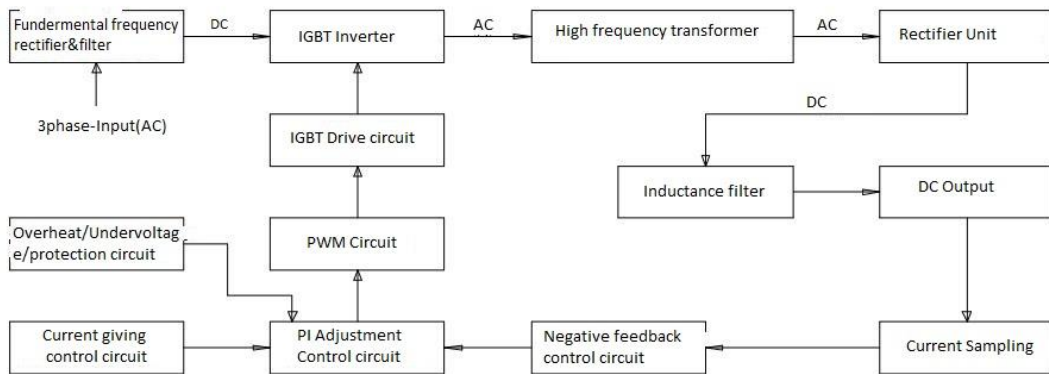 Fundermental frequency
rectifier&filter
DC
IGBT Inverter
AC
High frequency transformer
AC
Rectifier Unit
DC
3phase-Input(AC)
IGBT Drive circuit
Inductance filter
DC Output
Overheat/Undervoltag
e/protection circuit
PWM Circuit
Current giving
control circuit
PI Adjustment
Control circuit
Negative feedback
control circuit
Current Sampling